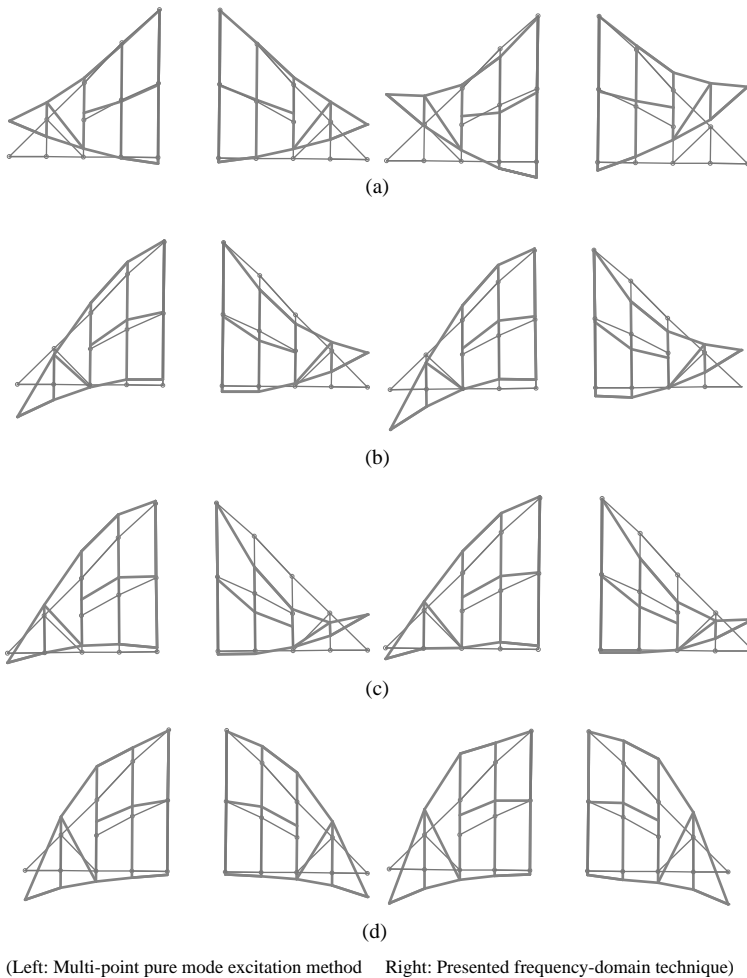 (a)
(b)
(c)
(d)
(Left: Multi-point pure mode excitation method Right: Presented frequency-domain technique)